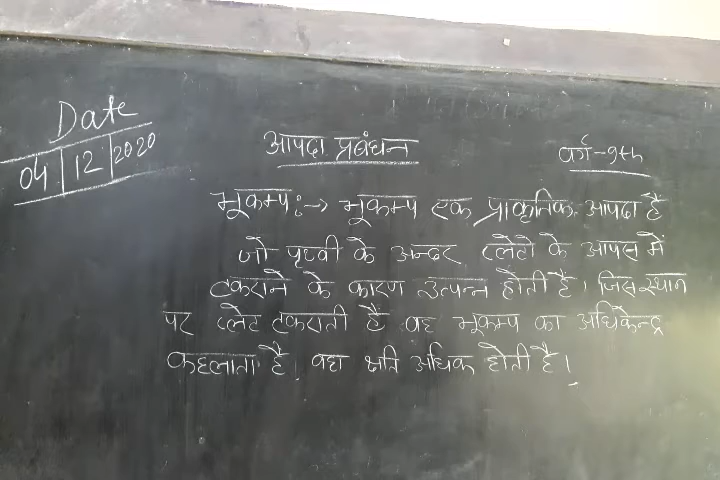 Date
04/12/2020
आपदा प्रबंधन
वर्ग-9th
भूकम्प:→ भूकम्प एक प्राकृतिक आपदा है
जो पृथ्वी के अन्दर प्लेटो के आपस में
टकराने के कारण उत्पन्न होती है। जिस स्थान
पर प्लेट टकराती है वह भूकम्प का अधिकेन्द्र
कहलाता है। वहा क्षति अधिक होती है।